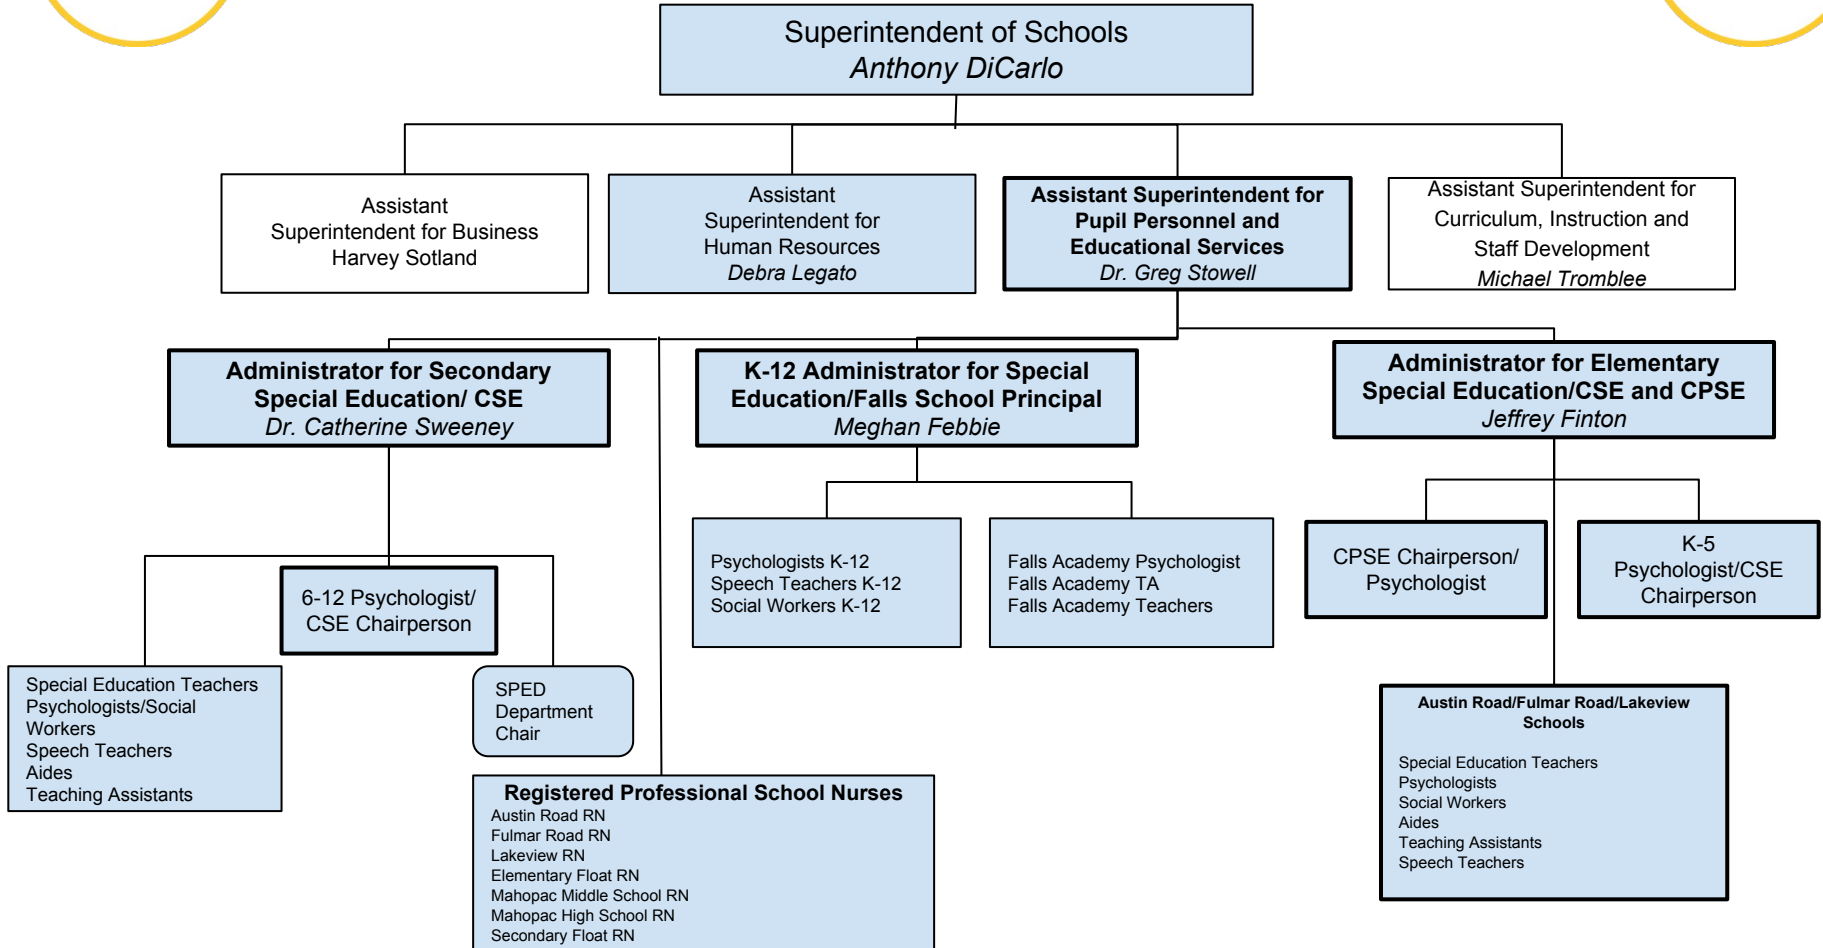 Superintendent of Schools
Anthony DiCarlo
Assistant
Superintendent for Business
Harvey Sotland
Assistant
Superintendent for
Human Resources
Debra Legato
Assistant Superintendent for
Pupil Personnel and
Educational Services
Dr. Greg Stowell
Assistant Superintendent for
Curriculum, Instruction and
Staff Development
Michael Tromblee
Administrator for Secondary
Special Education/ CSE
Dr. Catherine Sweeney
K-12 Administrator for Special
Education/Falls School Principal
Meghan Febbie
Administrator for Elementary
Special Education/CSE and CPSE
Jeffrey Finton
6-12 Psychologist/
CSE Chairperson
Psychologists K-12
Speech Teachers K-12
Social Workers K-12
Falls Academy Psychologist
Falls Academy TA
Falls Academy Teachers
CPSE Chairperson/
Psychologist
K-5
Psychologist/CSE
Chairperson
Special Education Teachers
Psychologists/Social
Workers
Speech Teachers
Aides
Teaching Assistants
SPED
Department
Chair
Registered Professional School Nurses
Austin Road RN
Fulmar Road RN
Lakeview RN
Elementary Float RN
Mahopac Middle School RN
Mahopac High School RN
Secondary Float RN
Austin Road/Fulmar Road/Lakeview
Schools
Special Education Teachers
Psychologists
Social Workers
Aides
Teaching Assistants
Speech Teachers